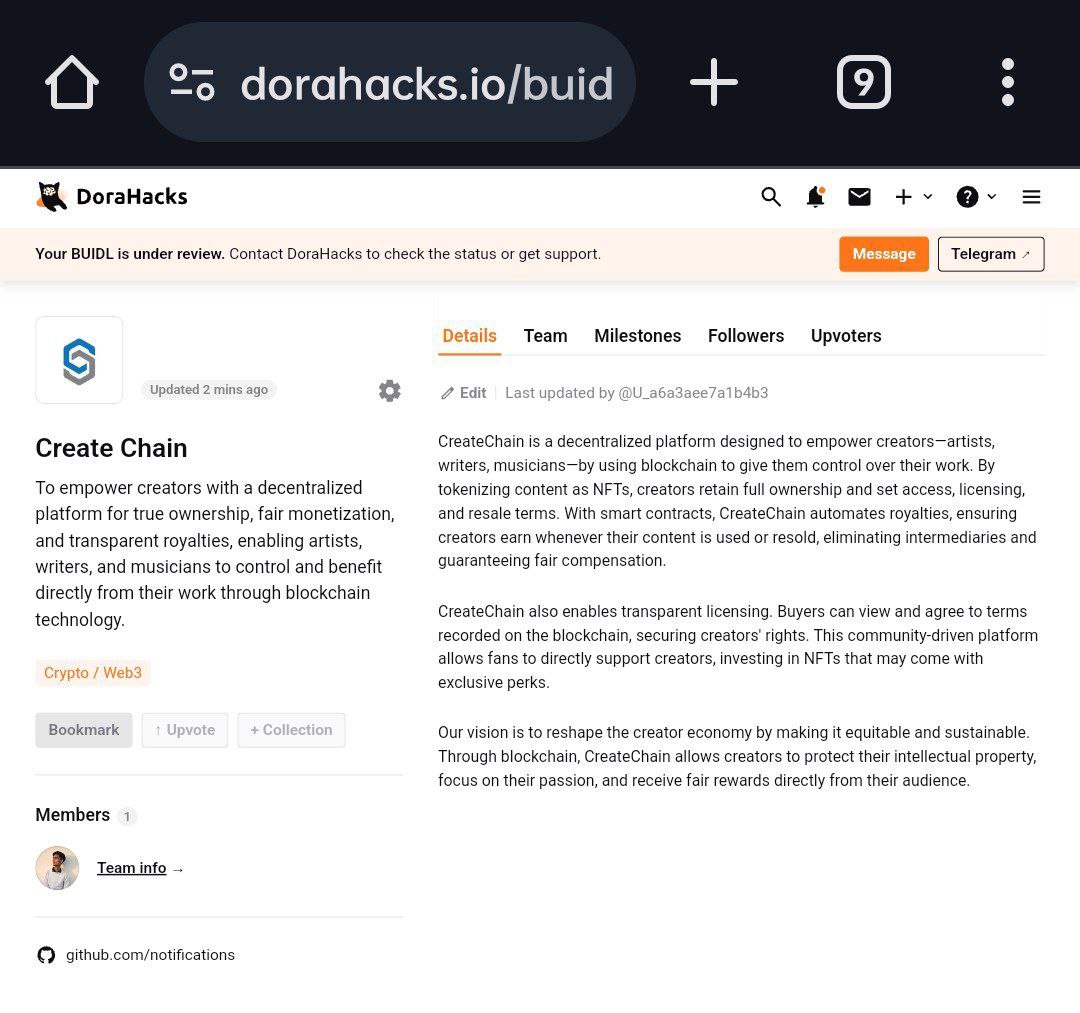 dorahacks.io/buid
9
DoraHacks
Your BUIDL is under review. Contact DoraHacks to check the status or get support.
Message
Telegram ↗
Updated 2 mins ago
Create Chain
To empower creators with a decentralized
platform for true ownership, fair monetization,
and transparent royalties, enabling artists,
writers, and musicians to control and benefit
directly from their work through blockchain
technology.
Crypto / Web3
Bookmark
↑ Upvote
+ Collection
Members 1
Team info →
github.com/notifications
Details Team Milestones Followers Upvoters
Edit Last updated by @U_a6a3aee7a1b4b3
CreateChain is a decentralized platform designed to empower creators—artists,
writers, musicians—by using blockchain to give them control over their work. By
tokenizing content as NFTs, creators retain full ownership and set access, licensing,
and resale terms. With smart contracts, CreateChain automates royalties, ensuring
creators earn whenever their content is used or resold, eliminating intermediaries and
guaranteeing fair compensation.
CreateChain also enables transparent licensing. Buyers can view and agree to terms
recorded on the blockchain, securing creators' rights. This community-driven platform
allows fans to directly support creators, investing in NFTs that may come with
exclusive perks.
Our vision is to reshape the creator economy by making it equitable and sustainable.
Through blockchain, CreateChain allows creators to protect their intellectual property,
focus on their passion, and receive fair rewards directly from their audience.